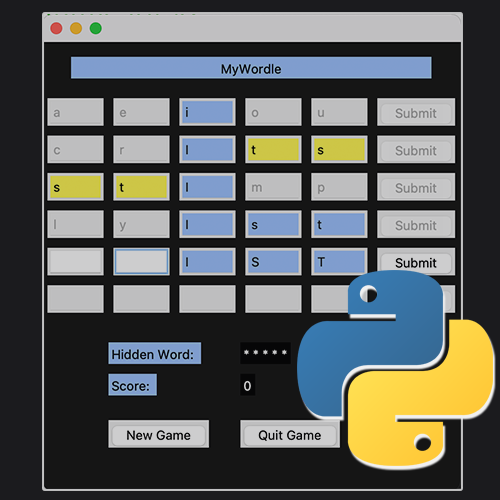 MyWordle
a e i o u Submit
c r I t s Submit
s t I m p Submit
l y I s t Submit
I S T Submit
Hidden Word: * * * * *
Score: 0
New Game Quit Game